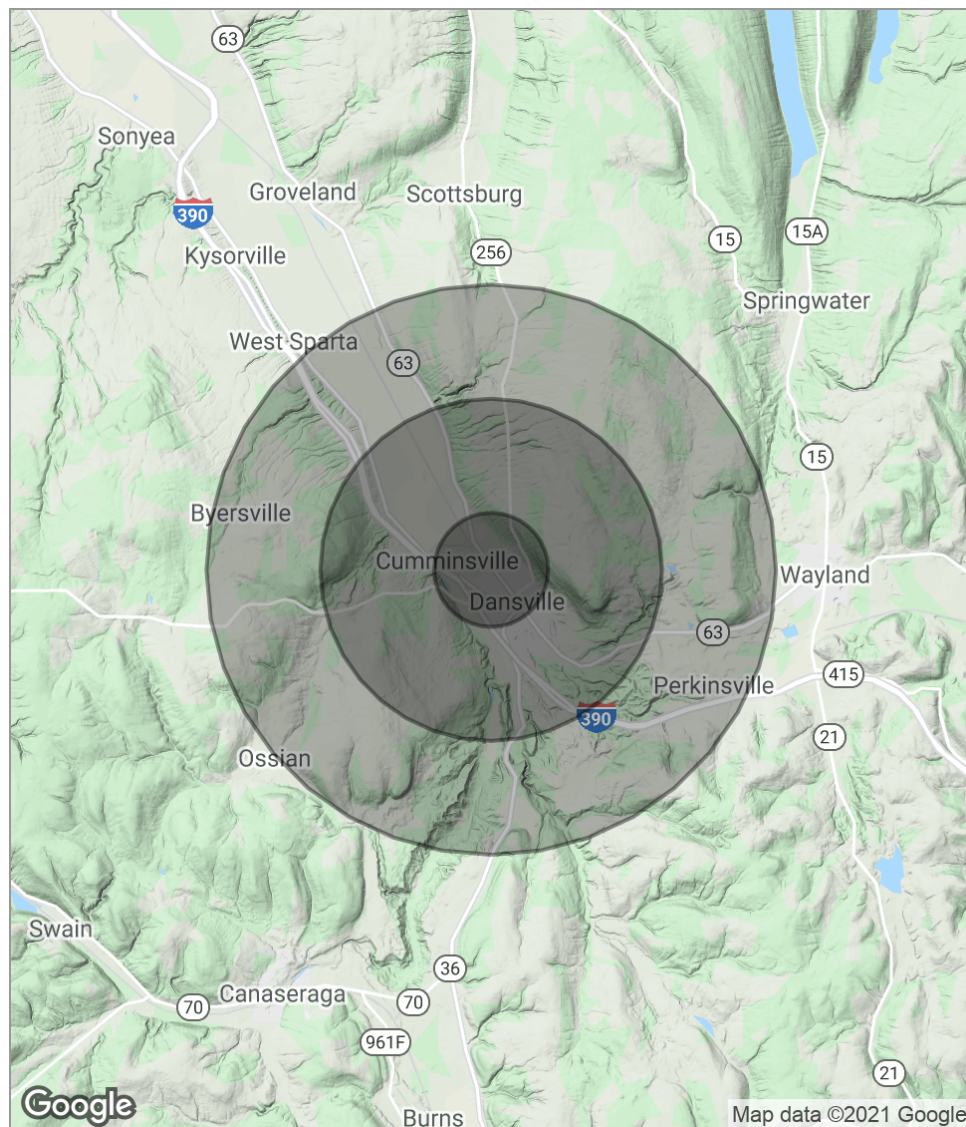 63
Sonyea
Groveland
Scottsburg
390
15
15A
256
Kysorville
Springwater
West Sparta
63
15
Byersville
Cumminsville
Wayland
Dansville
63
415
Perkinsville
390
21
Ossian
Swain
36
Canaseraga
70
70
961F
21
Burns
Google
Map data ©2021 Google